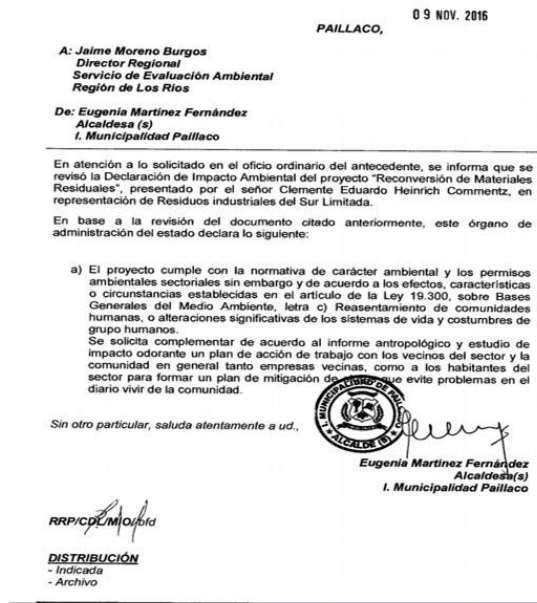 09 NOV. 2016
PAILLACO,
A: Jaime Moreno Burgos
Director Regional
Servicio de Evaluación Ambiental
Región de Los Ríos
De: Eugenia Martínez Fernández
Alcaldesa (s)
I. Municipalidad Paillaco
En atención a lo solicitado en el oficio ordinario del antecedente, se informa que se
revisó la Declaración de Impacto Ambiental del proyecto "Reconversión de Materiales
Residuales", presentado por el señor Clemente Eduardo Heinrich Commentz, en
representación de Residuos industriales del Sur Limitada.
En base a la revisión del documento citado anteriormente, este órgano de
administración del estado declara lo siguiente:
a) El proyecto cumple con la normativa de carácter ambiental y los permisos
ambientales sectoriales sin embargo y de acuerdo a los efectos, características
o circunstancias establecidas en el articulo de la Ley 19.300, sobre Bases
Generales del Medio Ambiente, letra c) Reasentamiento de comunidades
humanas, o alteraciones significativas de los sistemas de vida y costumbres de
grupo humanos.
Se solicita complementar de acuerdo al informe antropológico y estudio de
impacto odorante un plan de acción de trabajo con los vecinos del sector y la
comunidad en general tanto empresas vecinas, como a los habitantes del
sector para formar un plan de mitigación de que evite problemas en el
diario vivir de la comunidad.
I. MUNICIPALIDAD DE PAILLACO
ALCALDE (S)
Sin otro particular, saluda atentamente a ud.,
Eugenia Martínez Fernández
Alcaldesa(s)
I. Municipalidad Paillaco
DISTRIBUCIÓN
- Indicada
- Archivo